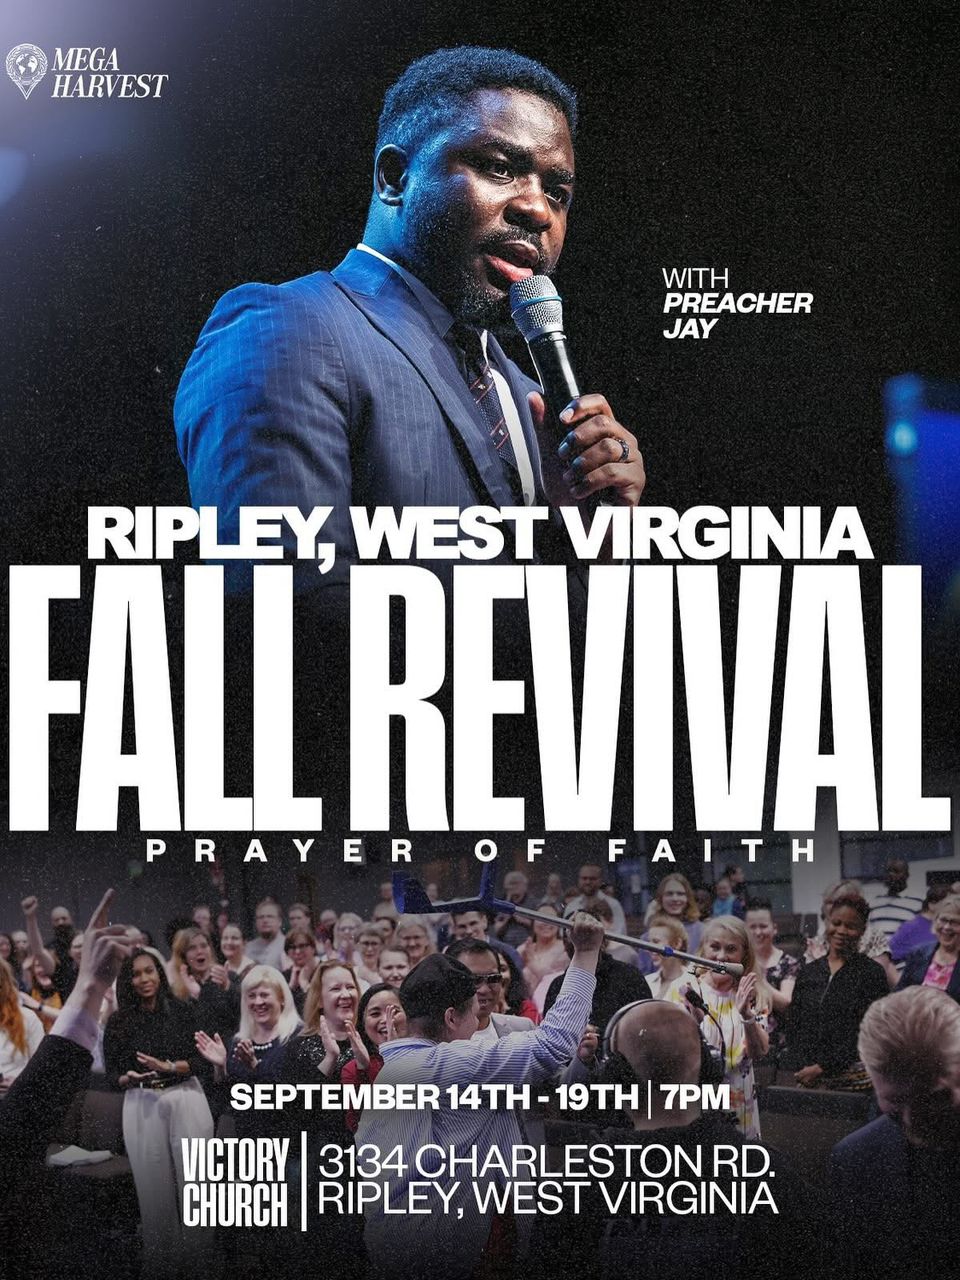 MEGA
HARVEST
WITH
PREACHER
JAY
RIPLEY, WEST VIRGINIA
FALL REVIVAL
PRAYER OF FAITH
SEPTEMBER 14TH - 19TH | 7PM
VICTORY
CHURCH
3134 CHARLESTON RD.
RIPLEY, WEST VIRGINIA